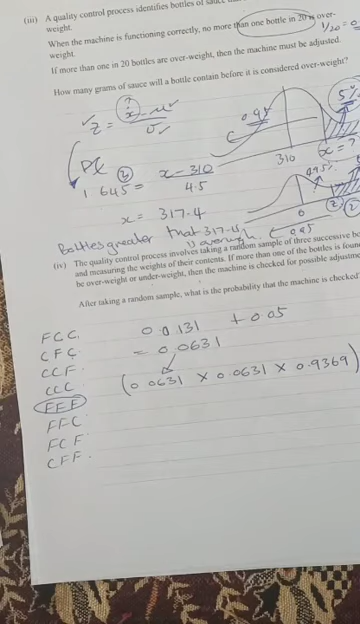 (iii) A quality control process identifies bottles of sauce
over-
weight.
When the machine is functioning correctly, no more than one bottle in 20 is over-
weight.
1/20 = 0
If more than one in 20 bottles are over-weight, then the machine must be adjusted.
How many grams of sauce will a bottle contain before it is considered over-weight?
z = x - μ
σ
0.95
5%
310
x = ?
1.645 = x - 310
4.5
0.95
x = 317.4
0
0.95
Bottles greater that 317.4
is overweight
(iv) The quality control process involves taking a random sample of three successive bo
and measuring the weights of their contents. If more than one of the bottles is foun
be over-weight or under-weight, then the machine is checked for possible adjustme
After taking a random sample, what is the probability that the machine is checked
FCC. 0.0131 + 0.05
CFC = 0.0631
CCF.
CCC (0.0631 x 0.0631 x 0.9369)
FFF
FFC
FCF
CFF.